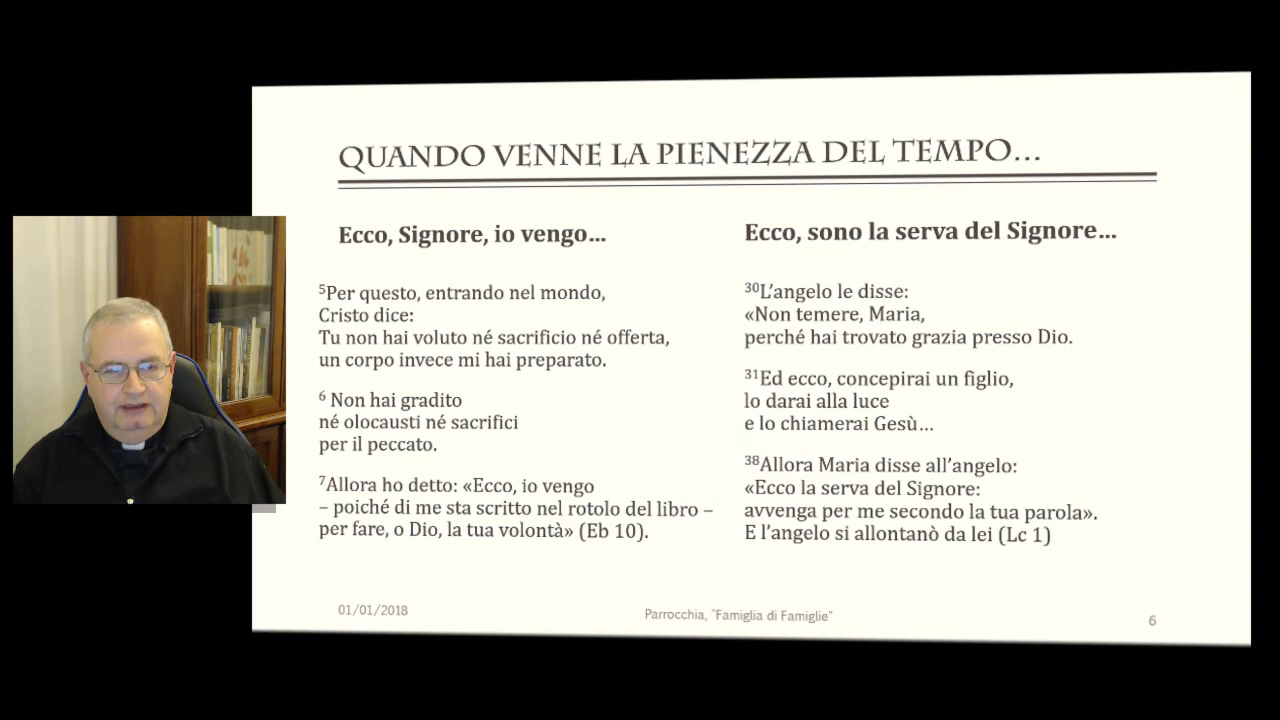 QUANDO VENNE LA PIENEZZA DEL TEMPO…
Ecco, Signore, io vengo…
⁵Per questo, entrando nel mondo,
Cristo dice:
Tu non hai voluto né sacrificio né offerta,
un corpo invece mi hai preparato.
⁶ Non hai gradito
né olocausti né sacrifici
per il peccato.
⁷Allora ho detto: «Ecco, io vengo
– poiché di me sta scritto nel rotolo del libro –
per fare, o Dio, la tua volontà» (Eb 10).
Ecco, sono la serva del Signore…
³⁰L’angelo le disse:
«Non temere, Maria,
perché hai trovato grazia presso Dio.
³¹Ed ecco, concepirai un figlio,
lo darai alla luce
e lo chiamerai Gesù…
³⁸Allora Maria disse all’angelo:
«Ecco la serva del Signore:
avvenga per me secondo la tua parola».
E l’angelo si allontanò da lei (Lc 1)
01/01/2018
Parrocchia, "Famiglia di Famiglie"
6